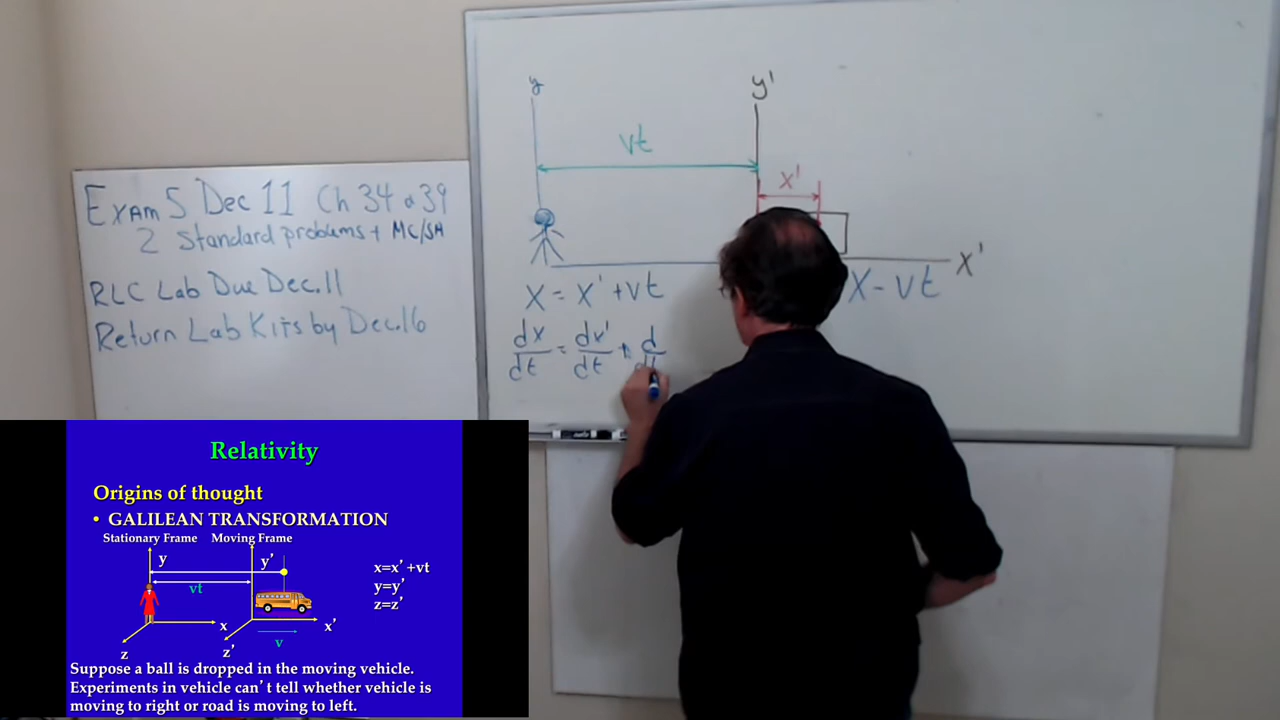 Exam 5 Dec 11 Ch 34 & 39
2 Standard problems + MC/SA
RLC Lab Due Dec. 11
Return Lab Kits by Dec. 16
y
y'
vt
x'
x'
x = x' + vt
x - vt
dx/dt = dx'/dt + d
Relativity
Origins of thought
• GALILEAN TRANSFORMATION
Stationary Frame Moving Frame
y
y'
vt
x
x'
z
z'
v
x=x'+vt
y=y'
z=z'
Suppose a ball is dropped in the moving vehicle.
Experiments in vehicle can't tell whether vehicle is
moving to right or road is moving to left.